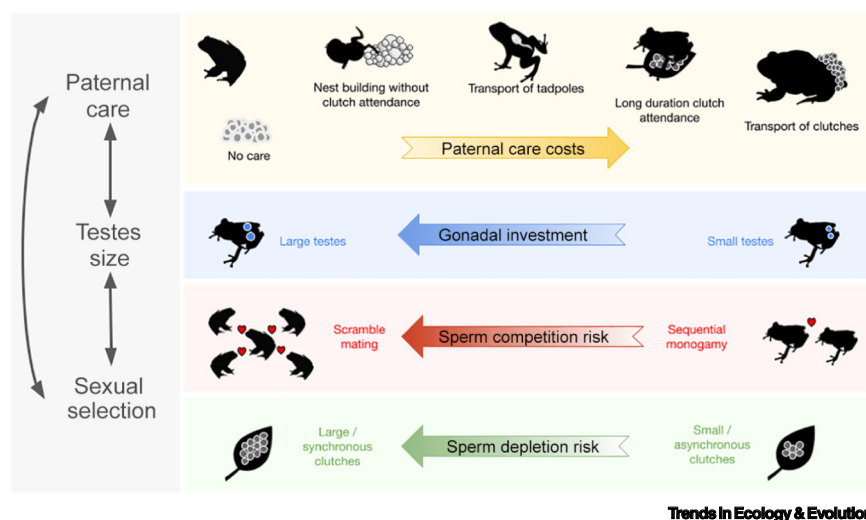 Paternal
care
Testes
size
Sexual
selection
No care
Nest building without
clutch attendance
Transport of tadpoles
Long duration clutch
attendance
Transport of clutches
Paternal care costs
Large testes
Gonadal investment
Small testes
Scramble
mating
Sperm competition risk
Sequential
monogamy
Large /
synchronous
clutches
Sperm depletion risk
Small /
asynchronous
clutches
Trends in Ecology & Evolution